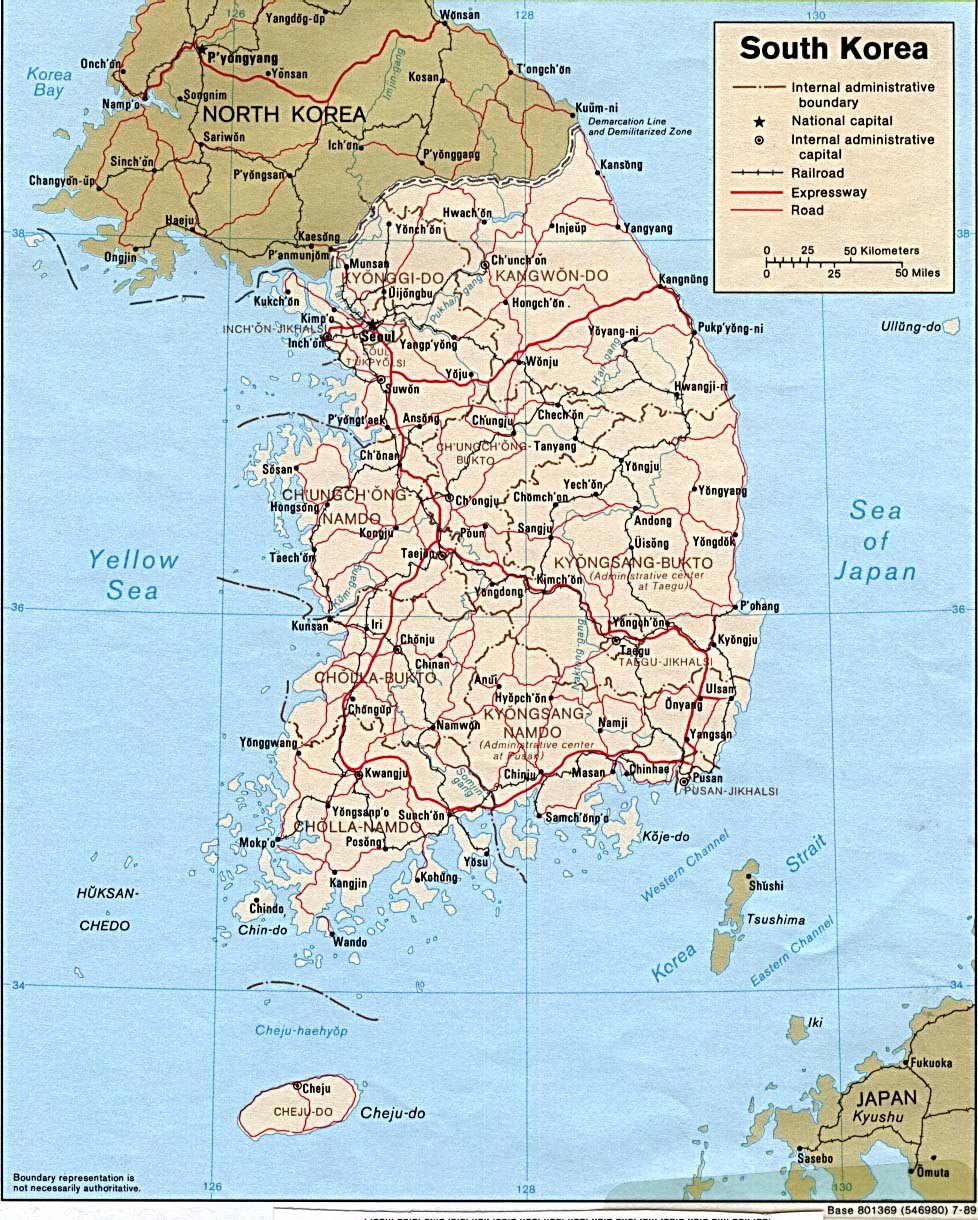 South Korea
Internal administrative
boundary
National capital
Internal administrative
capital
Railroad
Expressway
Road
0 25 50 Kilometers
0 25 50 Miles
126
128
130
Yangdŏg-ŭp
Wŏnsan
P'yŏngyang
Onch'ŏn
Korea
Bay
Yŏnsan
Kosan
T'ongch'ŏn
Imjin-gang
Namp'o
Songnim
NORTH KOREA
Kuŭm-ni
Demarcation Line
and Demilitarized Zone
Sariwŏn
Ich'ŏn
P'yŏnggang
Sinch'ŏn
P'yŏngsan
Kansŏng
Changyŏn-ŭp
Haeju
Hwach'ŏn
Yŏnch'ŏn
Injeŭp
Yangyang
38
38
Ongjin
Kaesŏng
P'anmunjŏm
Munsan
Ch'unch'ŏn
KYŎNGGI-DO
KANGWŎN-DO
Kangnŭng
Ŭijŏngbu
Kukch'ŏn
Pukhan-gang
Hongch'ŏn
Kimp'o
INCH'ŎN-JIKHALSI
Seoul
Yŏyang-ni
Pukp'yŏng-ni
Ullŭng-do
Inch'ŏn
Yangp'yŏng
SŎUL
T'ŬKPYŎLSI
Han-gang
Yŏju
Wŏnju
Suwŏn
Hwangji-ri
P'yŏngt'aek
Ansŏng
Ch'ungju
Chech'ŏn
CH'UNGCH'ŎNG-
BUKTO
Tanyang
Ch'ŏnan
Sŏsan
Yŏngju
Yech'ŏn
Yŏngyang
CH'UNGCH'ŎNG-
NAMDO
Ch'ŏngju
Chŏmch'on
Hongsŏng
Kongju
Poŭn
Sangju
Andong
Sea
of
Japan
Yellow
Sea
Taech'ŏn
Taejŏn
Ŭisŏng
Yŏngdŏk
KYŎNGSANG-BUKTO
(Administrative center
at Taegu)
Kŭm-gang
Yŏngdong
Kimch'ŏn
36
36
P'ohang
Kunsan
Iri
Yŏngch'ŏn
Chŏnju
Kyŏngju
Chinan
Taegu
TAEGU-JIKHALSI
Naktong-gang
CHŎLLA-BUKTO
Anŭi
Hyŏpch'ŏn
Ulsan
Ŏnyang
Chŏngŭp
KYŎNGSANG
NAMDO
(Administrative center
at Pusan)
Namwŏn
Namji
Yangsan
Yŏnggwang
Kwangju
Sŏmjin
gang
Chinju
Masan
Chinhae
Pusan
PUSAN-JIKHALSI
Yŏngsanp'o
Sunch'ŏn
Samch'ŏnp'o
CHŎLLA-NAMDO
Kŏje-do
Mokp'o
Posŏng
Yŏsu
Western Channel
Strait
Kangjin
Kohŭng
Shŭshi
HŬKSAN-
CHEDO
Chindo
Chin-do
Tsushima
Wando
Korea
Eastern Channel
34
34
Cheju-haehyŏp
Iki
Fukuoka
Cheju
CHEJU-DO
Cheju-do
JAPAN
Kyushu
Sasebo
Ōmuta
Boundary representation is
not necessarily authoritative.
126
128
130
Base 801369 (546980) 7-89